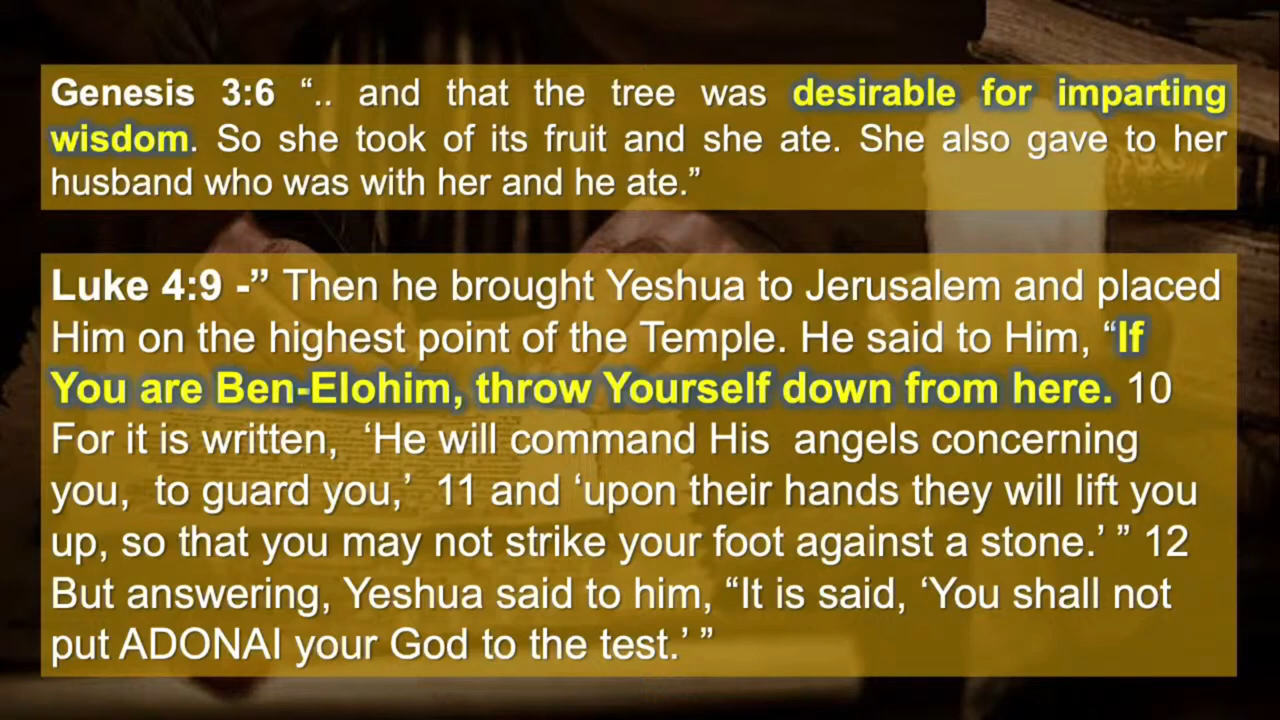 Genesis 3:6 “.. and that the tree was desirable for imparting
wisdom. So she took of its fruit and she ate. She also gave to her
husband who was with her and he ate.”
Luke 4:9 -” Then he brought Yeshua to Jerusalem and placed
Him on the highest point of the Temple. He said to Him, “If
You are Ben-Elohim, throw Yourself down from here. 10
For it is written, ‘He will command His angels concerning
you, to guard you,’ 11 and ‘upon their hands they will lift you
up, so that you may not strike your foot against a stone.’ ” 12
But answering, Yeshua said to him, “It is said, ‘You shall not
put ADONAI your God to the test.’ ”